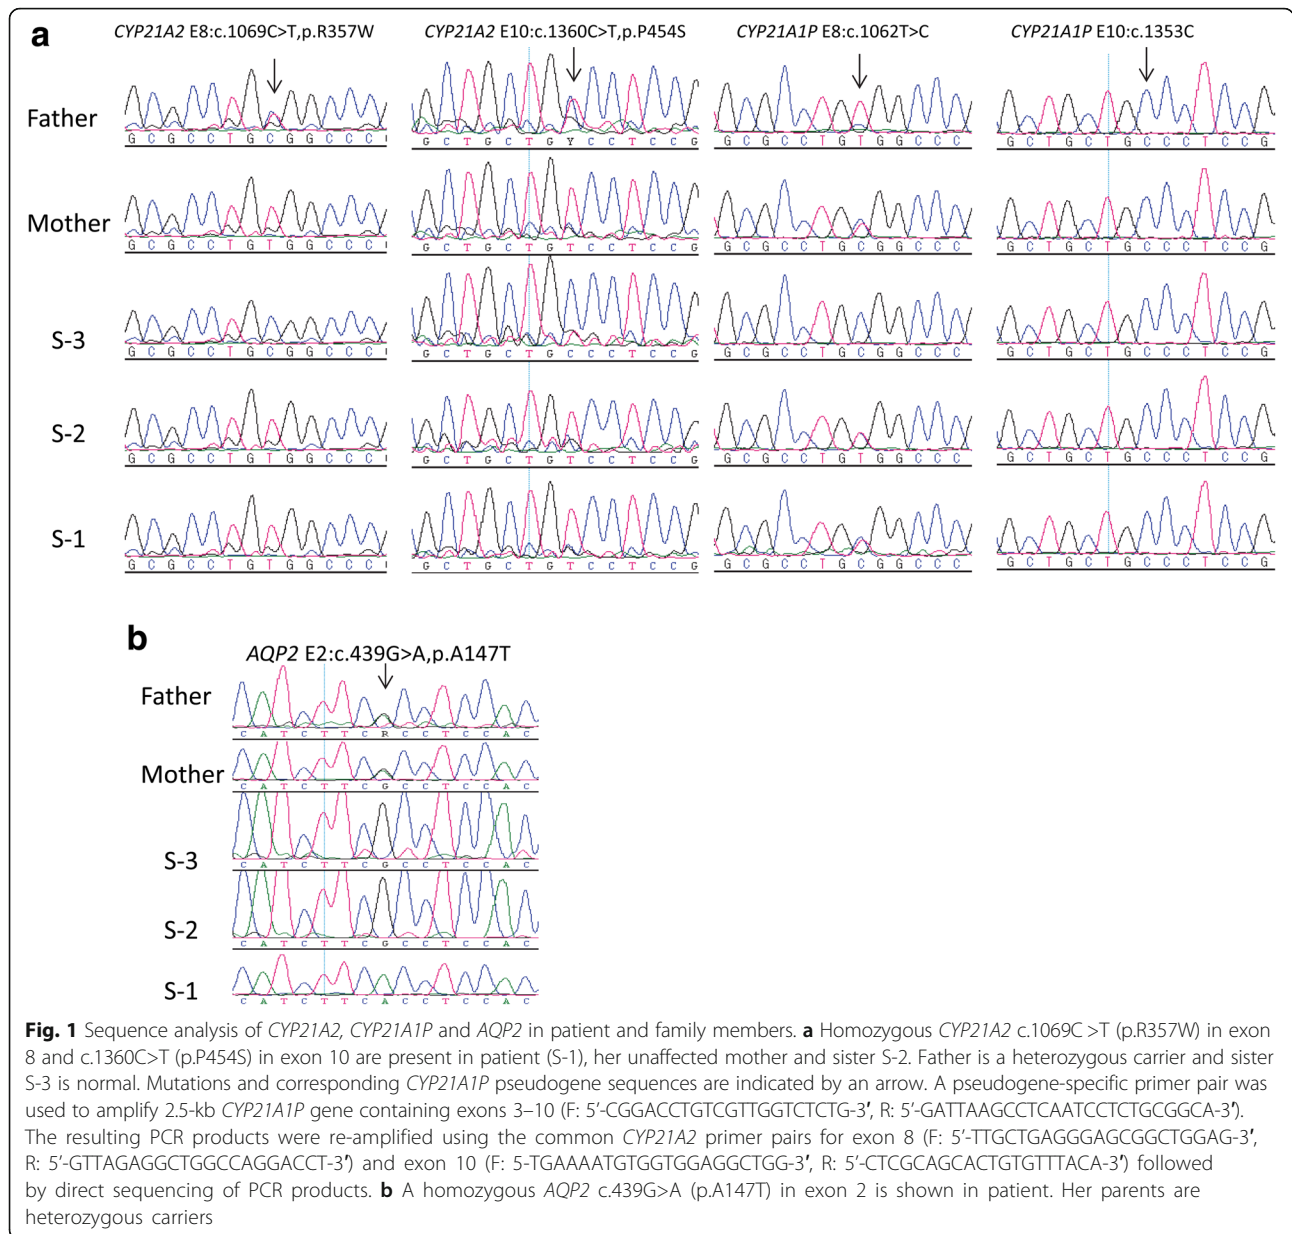 a
CYP21A2 E8:c.1069C>T,p.R357W CYP21A2 E10:c.1360C>T,p.P454S CYP21A1P E8:c.1062T>C CYP21A1P E10:c.1353C
Father
G C G C C T G C G G C C C G C T G C T G Y C T C C G G C G C C T G T G G C C C G C T G C T G C C C T C C G
Mother
G C G C C T G T G G C C C G C T G C T G T C C T C C G G C G C C T G C G G C C C G C T G C T G C C C T C C G
S-3
G C G C C T G C G G C C C G C T G C T G C C C T C C G G C G C C T G C G G C C C G C T G C T G C C C T C C G
S-2
G C G C C T G T G G C C C G C T G C T G T C C T C C G G C G C C T G T G G C C C G C T G C T G C C C T C C G
S-1
G C G C C T G T G G C C C G C T G C T G T C C T C C G G C G C C T G C G G C C C G C T G C T G C C C T C C G
b
AQP2 E2:c.439G>A,p.A147T
Father
C A T C T T C R C C T C C A C
Mother
C A T C T T C G C C T C C A C
S-3
C A T C T T C G C C T C C A C
S-2
C A T C T T C G C C T C C A C
S-1
C A T C T T C A C C T C C A C
Fig. 1 Sequence analysis of CYP21A2, CYP21A1P and AQP2 in patient and family members. a Homozygous CYP21A2 c.1069C >T (p.R357W) in exon
8 and c.1360C>T (p.P454S) in exon 10 are present in patient (S-1), her unaffected mother and sister S-2. Father is a heterozygous carrier and sister
S-3 is normal. Mutations and corresponding CYP21A1P pseudogene sequences are indicated by an arrow. A pseudogene-specific primer pair was
used to amplify 2.5-kb CYP21A1P gene containing exons 3–10 (F: 5′-CGGACCTGTCGTTGGTCTCTG-3′, R: 5′-GATTAAGCCTCAATCCTCTGCGGCA-3′).
The resulting PCR products were re-amplified using the common CYP21A2 primer pairs for exon 8 (F: 5′-TTGCTGAGGGAGCGGCTGGAG-3′,
R: 5′-GTTAGAGGCTGGCCAGGACCT-3′) and exon 10 (F: 5-TGAAAATGTGGTGGAGGCTGG-3′, R: 5′-CTCGCAGCACTGTGTTTACA-3′) followed
by direct sequencing of PCR products. b A homozygous AQP2 c.439G>A (p.A147T) in exon 2 is shown in patient. Her parents are
heterozygous carriers